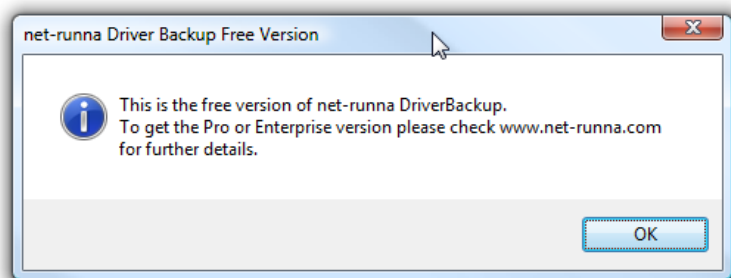 net-runna Driver Backup Free Version
This is the free version of net-runna DriverBackup.
To get the Pro or Enterprise version please check www.net-runna.com
for further details.
OK